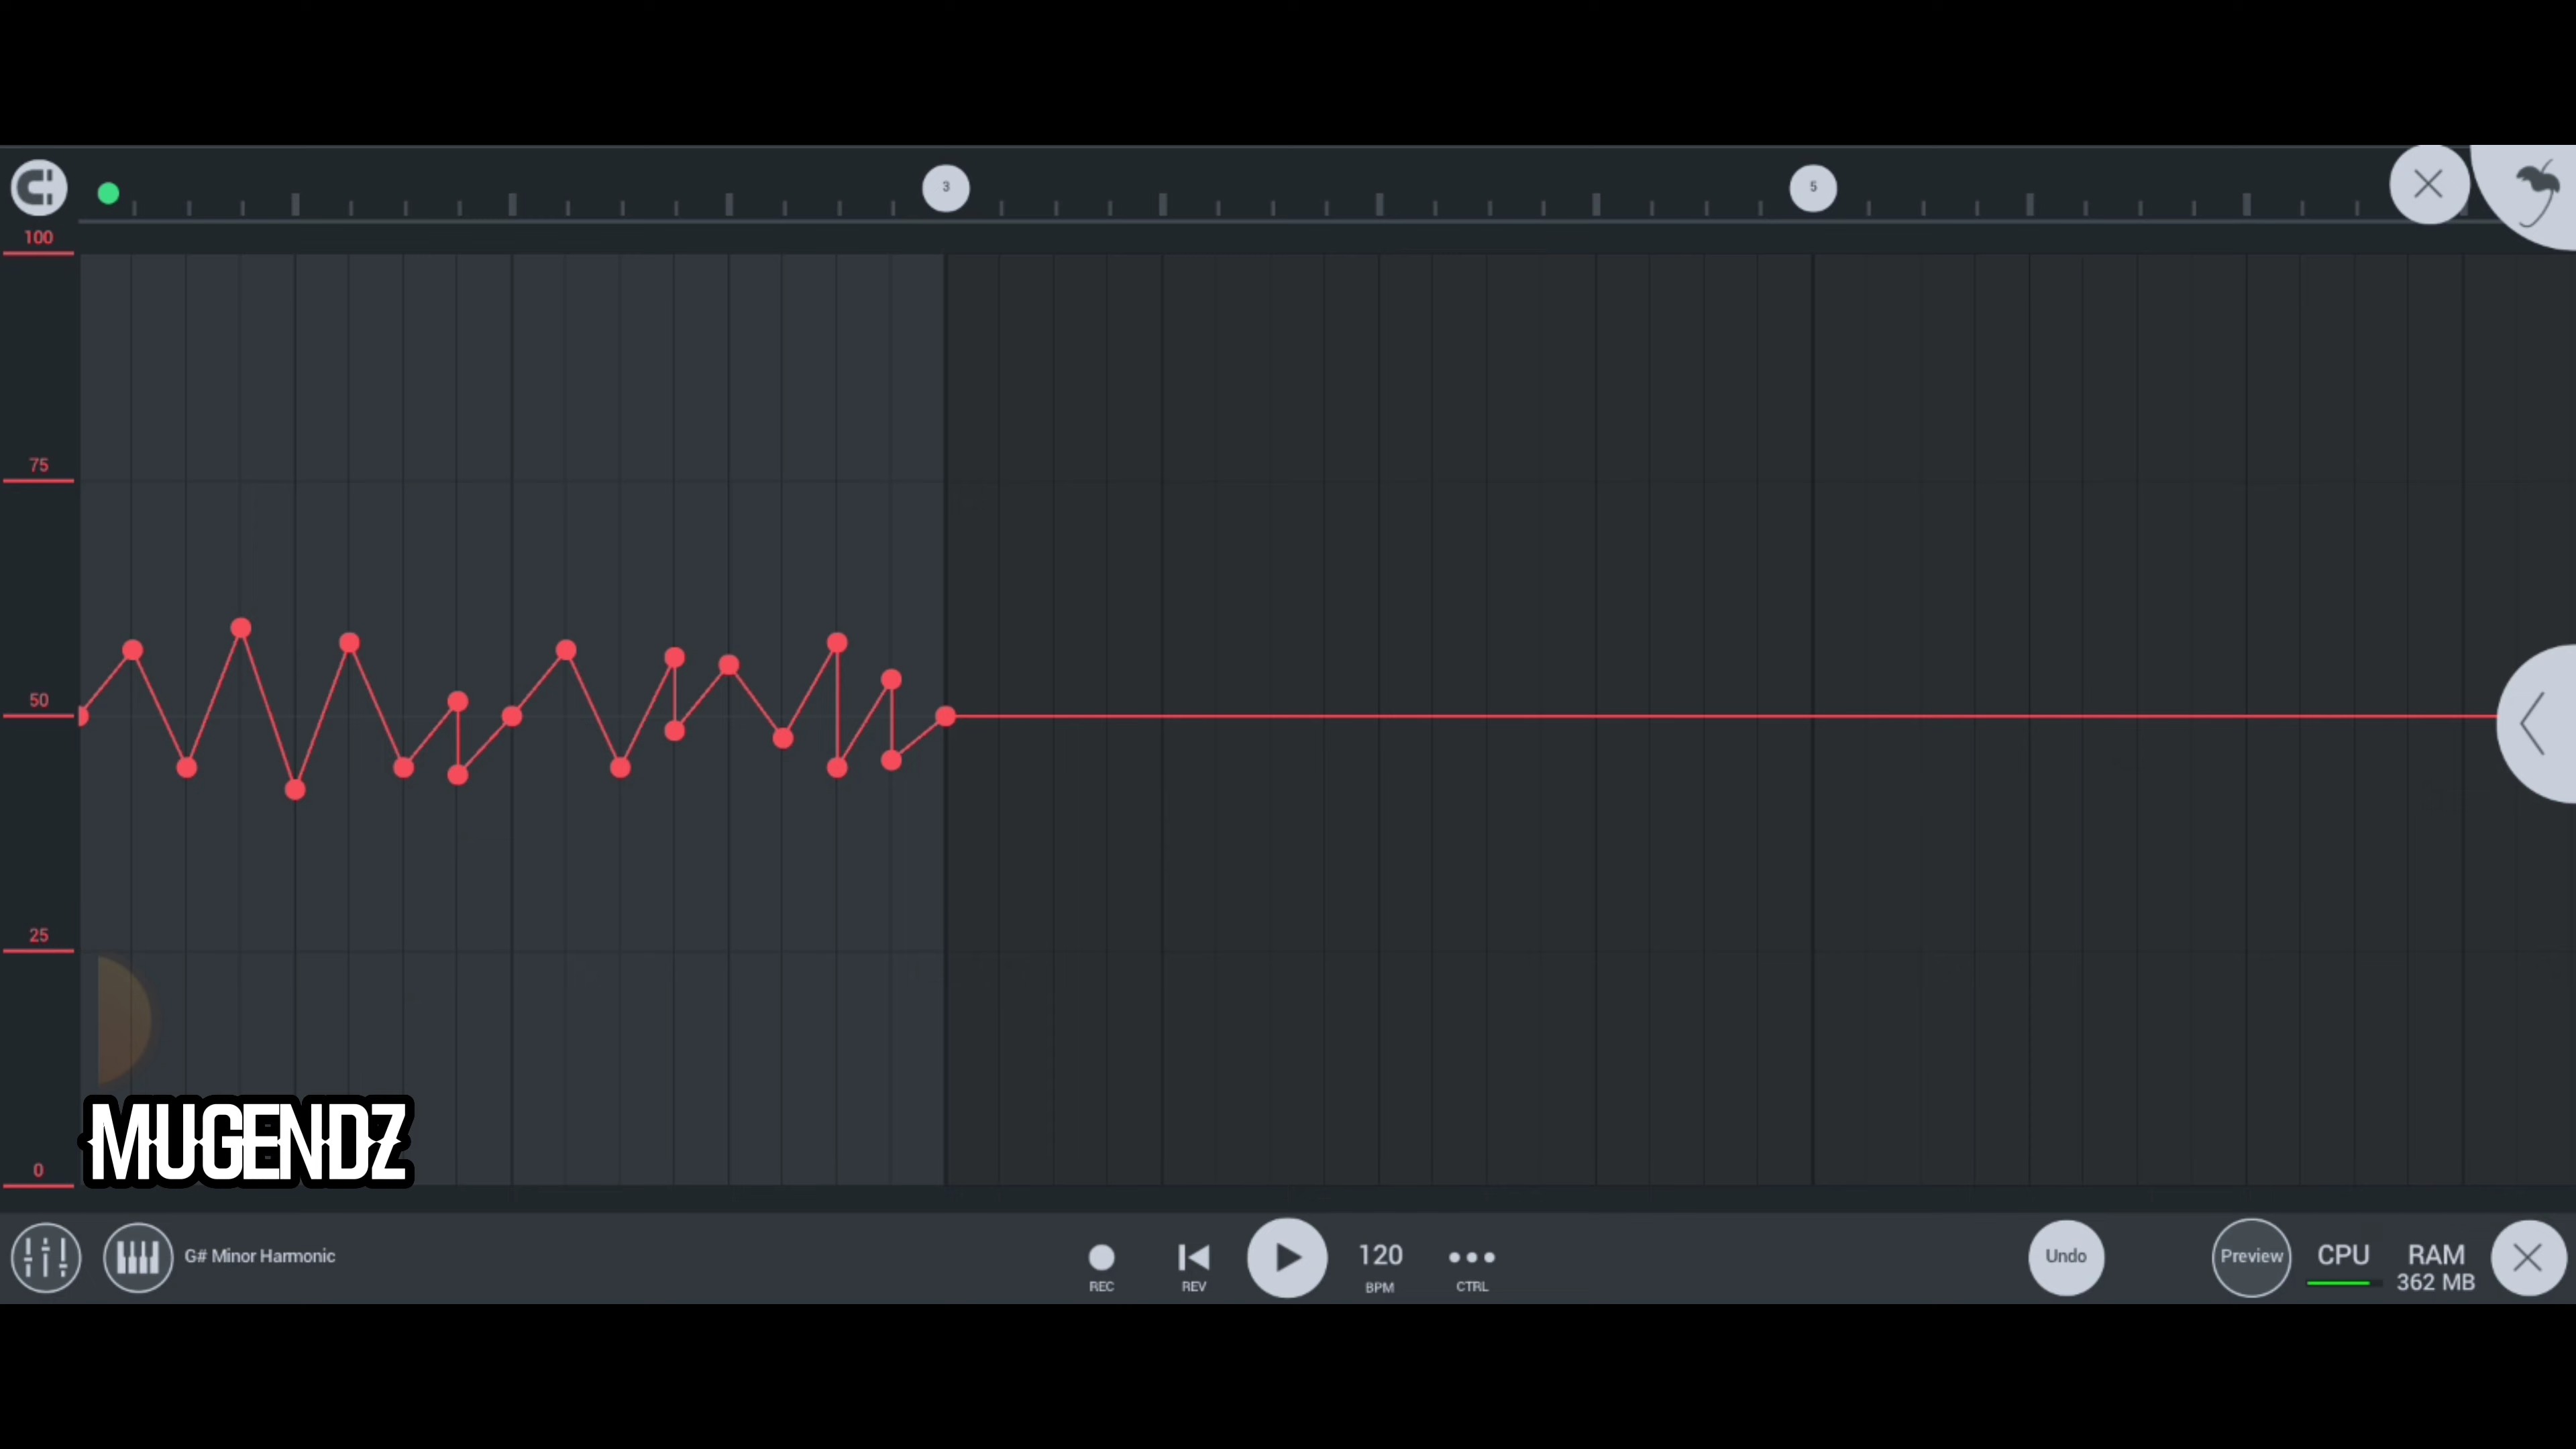 3
5
100
75
50
25
0
MUGENDZ
G# Minor Harmonic
REC
REV
120
BPM
CTRL
Undo
Preview
CPU
RAM
362 MB